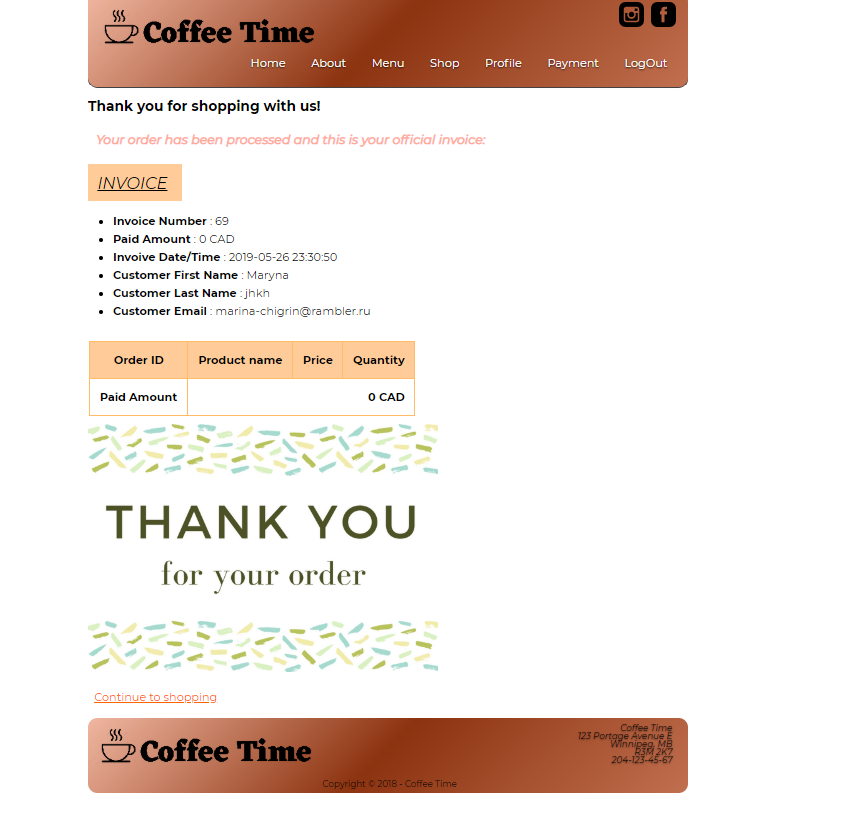 Coffee Time
Home About Menu Shop Profile Payment LogOut
Thank you for shopping with us!
Your order has been processed and this is your official invoice:
INVOICE
Invoice Number : 69
Paid Amount : 0 CAD
Invoive Date/Time : 2019-05-26 23:30:50
Customer First Name : Maryna
Customer Last Name : jhkh
Customer Email : marina-chigrin@rambler.ru
Order ID Product name Price Quantity
Paid Amount 0 CAD
THANK YOU
for your order
Continue to shopping
Coffee Time
Coffee Time
123 Portage Avenue E
Winnipeg, MB
R3M 2K7
204-123-45-67
Copyright © 2018 - Coffee Time